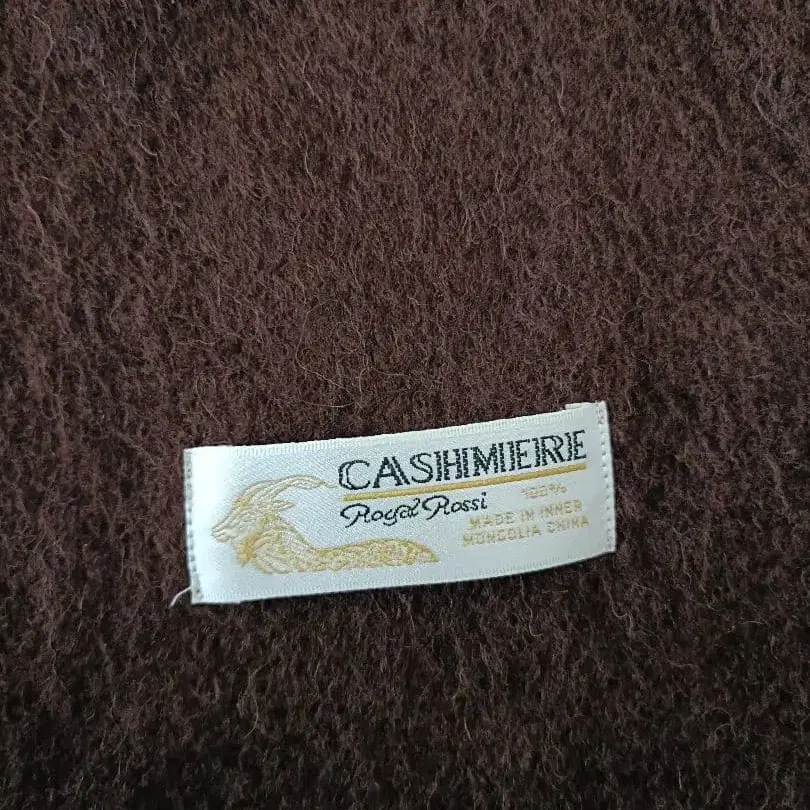 CASHMERE
Royal Rossi
100%
MADE IN INNER
MONGOLIA CHINA